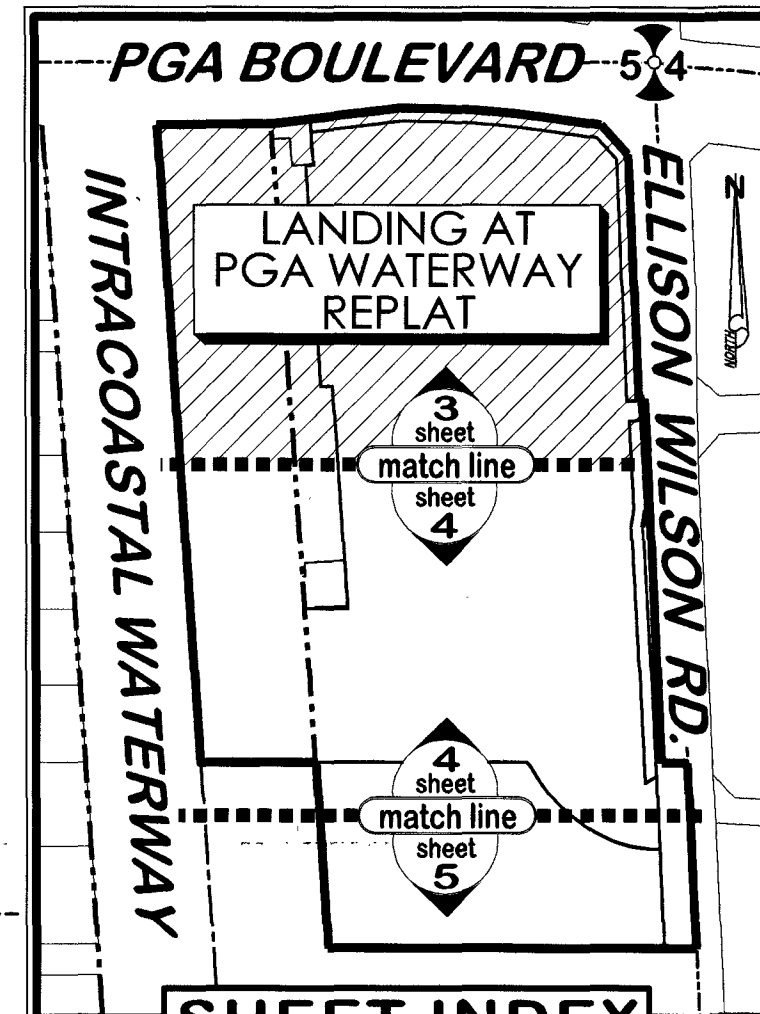 PGA BOULEVARD
5 4
INTRACOASTAL WATERWAY
ELLISON WILSON RD.
N
NORTH
LANDING AT
PGA WATERWAY
REPLAT
3
sheet
match line
sheet
4
4
sheet
match line
sheet
5
SHEET INDEX